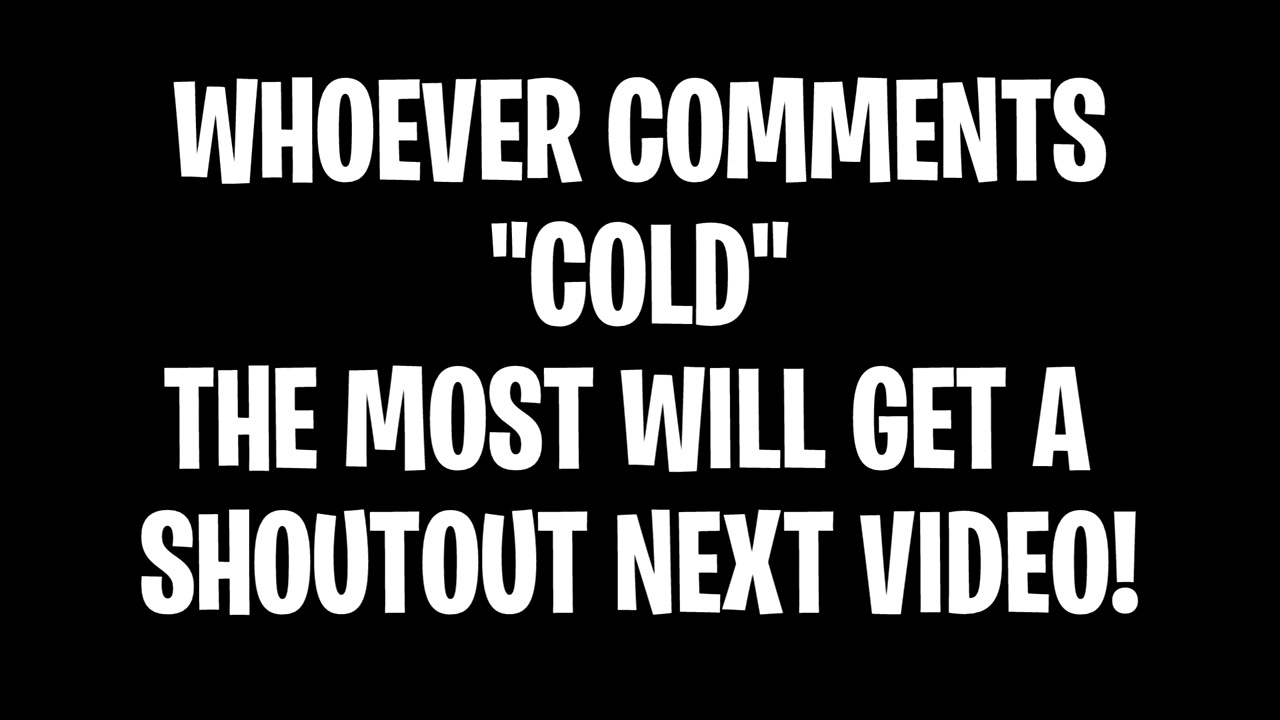 WHOEVER COMMENTS
"COLD"
THE MOST WILL GET A
SHOUTOUT NEXT VIDEO!